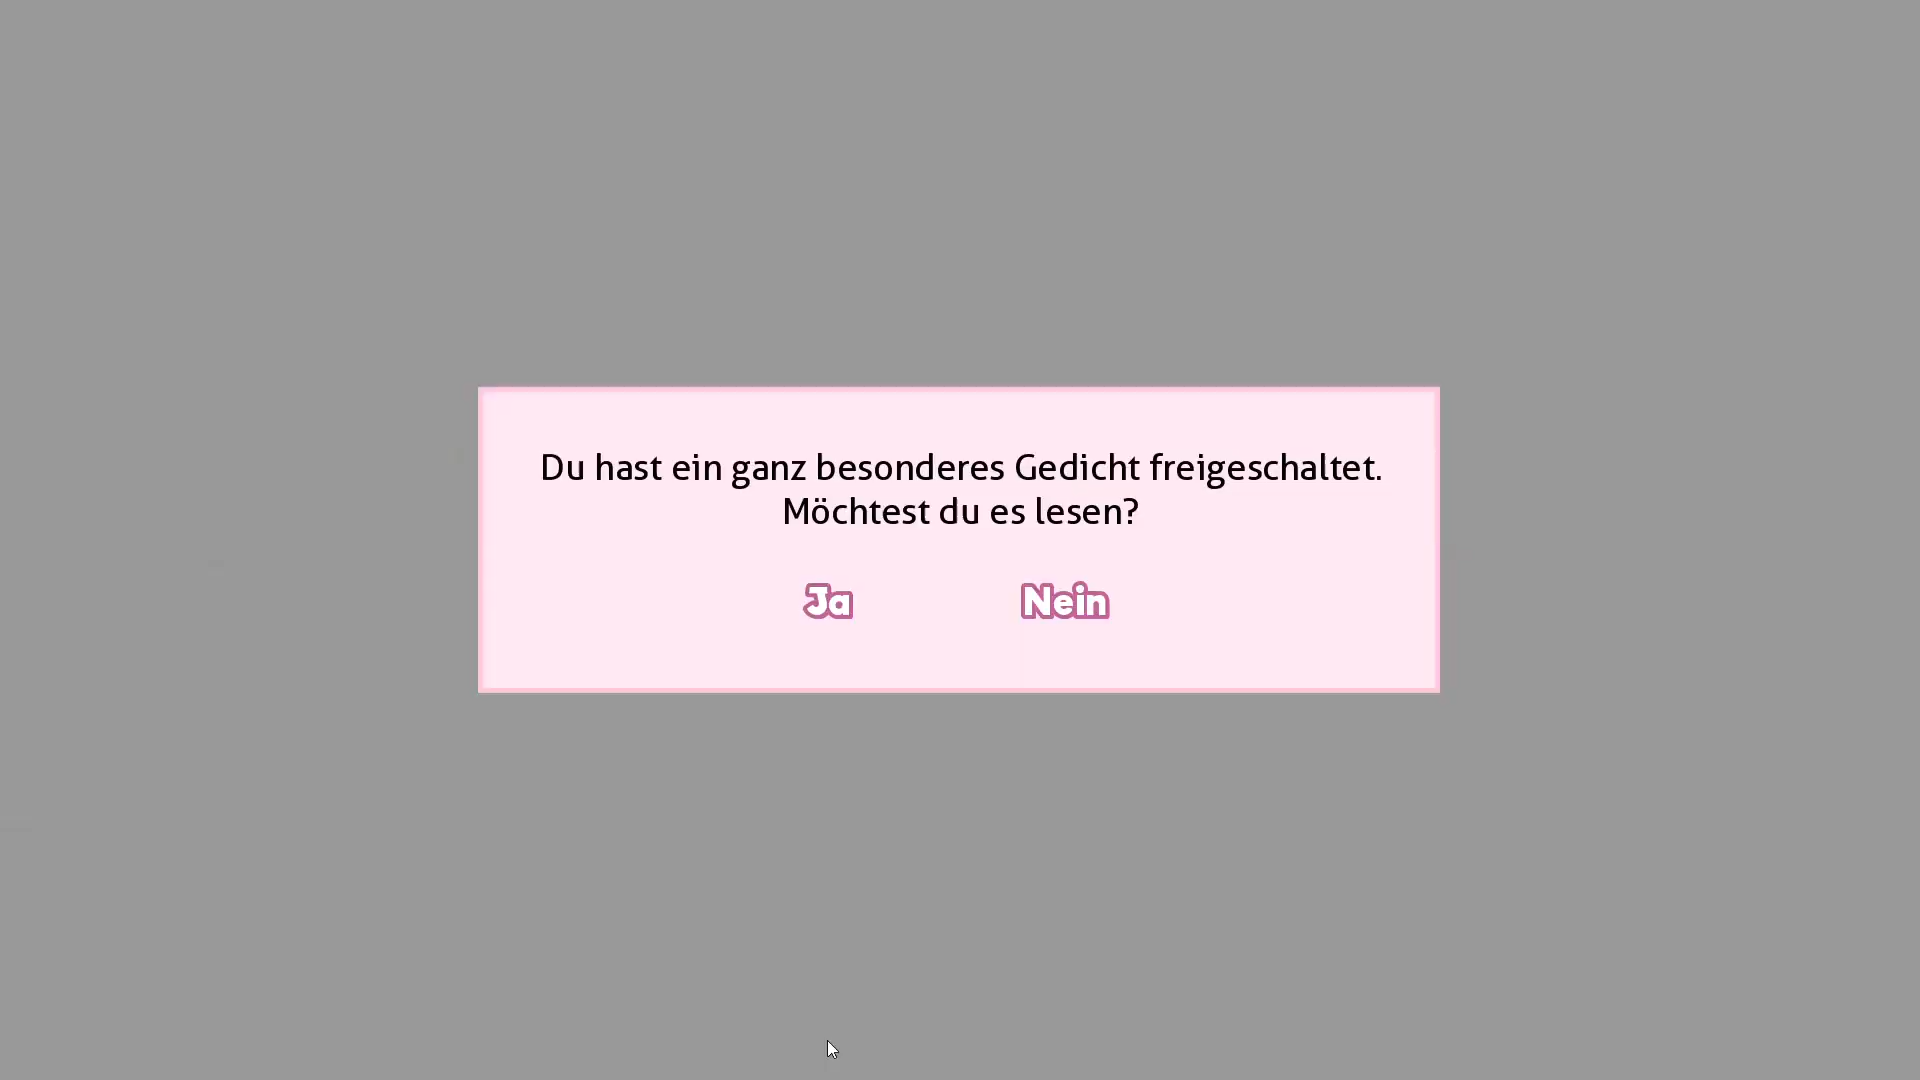 Du hast ein ganz besonderes Gedicht freigeschaltet.
Möchtest du es lesen?
Ja Nein